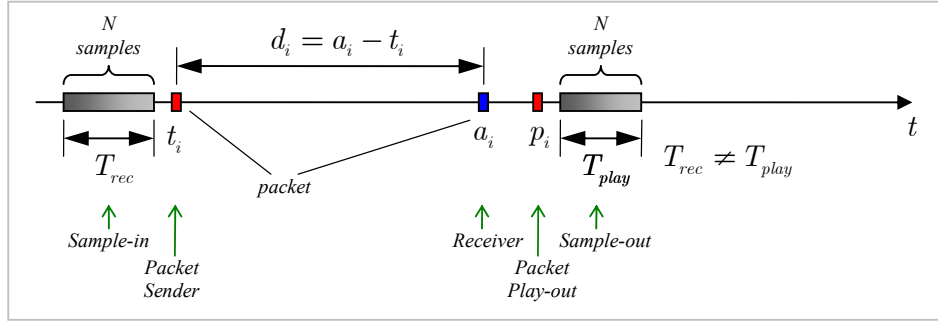 N
samples
d_i = a_i − t_i
N
samples
t_i
a_i
p_i
t
T_rec
T_play
T_rec ≠ T_play
packet
Sample-in
Receiver
Sample-out
Packet
Sender
Packet
Play-out